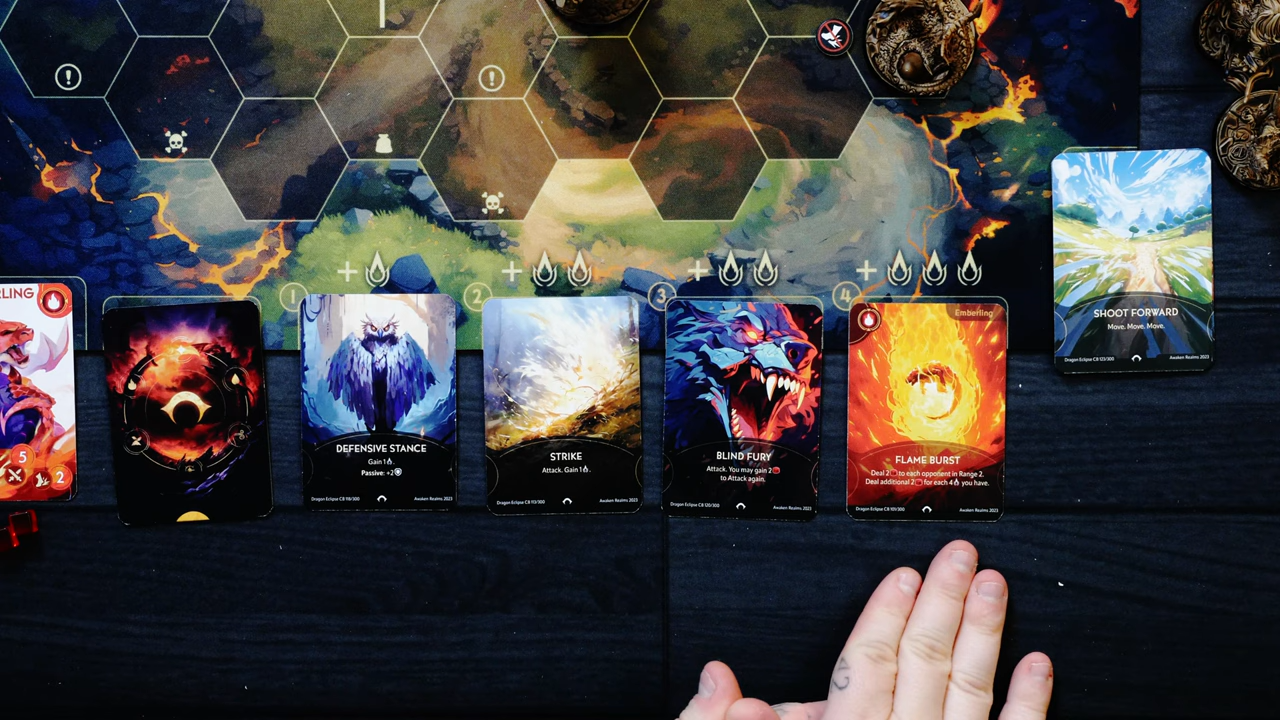 1
2
3
4
RLING
5
2
DEFENSIVE STANCE
Gain 1.
Passive: +2
Dragon Eclipse CB 118/300
Awaken Realms 2023
STRIKE
Attack. Gain 1.
Dragon Eclipse CB 113/300
Awaken Realms 2023
BLIND FURY
Attack. You may gain 2
to Attack again.
Dragon Eclipse CB 120/300
Awaken Realms 2023
Emberling
FLAME BURST
Deal 2 to each opponent in Range 2.
Deal additional 2 for each 4 you have.
Dragon Eclipse CB 101/300
Awaken Realms 2023
SHOOT FORWARD
Move. Move. Move.
Dragon Eclipse CB 123/300
Awaken Realms 2023